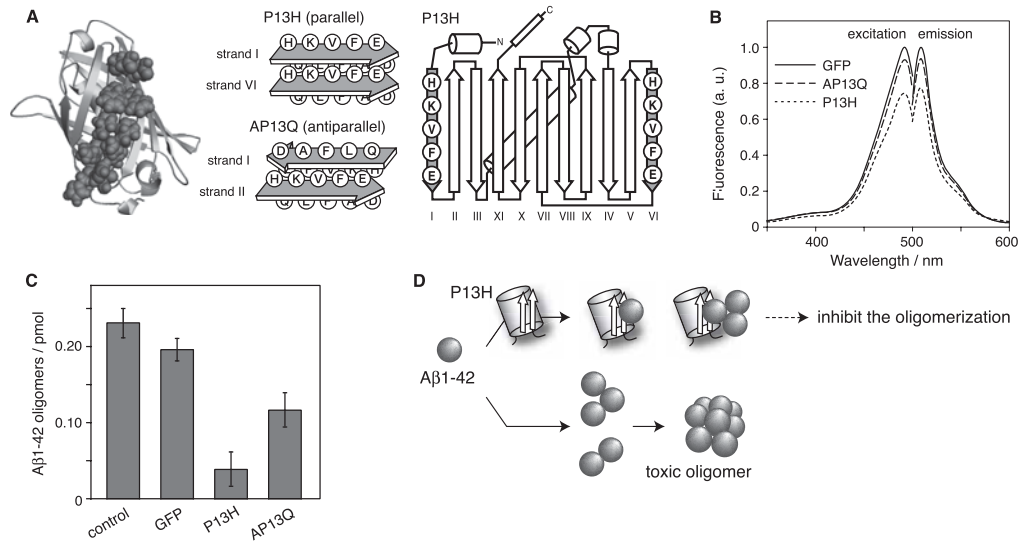 A
P13H (parallel)
H K V F E
strand I
H K V F E
strand VI
AP13Q (antiparallel)
D A F L Q
strand I
H K V F E
strand II
P13H
N
C
H H
K K
V V
F F
E E
I II III XI X VII VIII IX IV V VI
B
excitation emission
GFP
AP13Q
P13H
1.0
0.8
0.6
0.4
0.2
0
400 500 600
Fluorescence (a. u.)
Wavelength / nm
C
Aβ1-42 oligomers / pmol
0.20
0.10
0
control GFP P13H AP13Q
D
P13H
Aβ1-42
inhibit the oligomerization
toxic oligomer